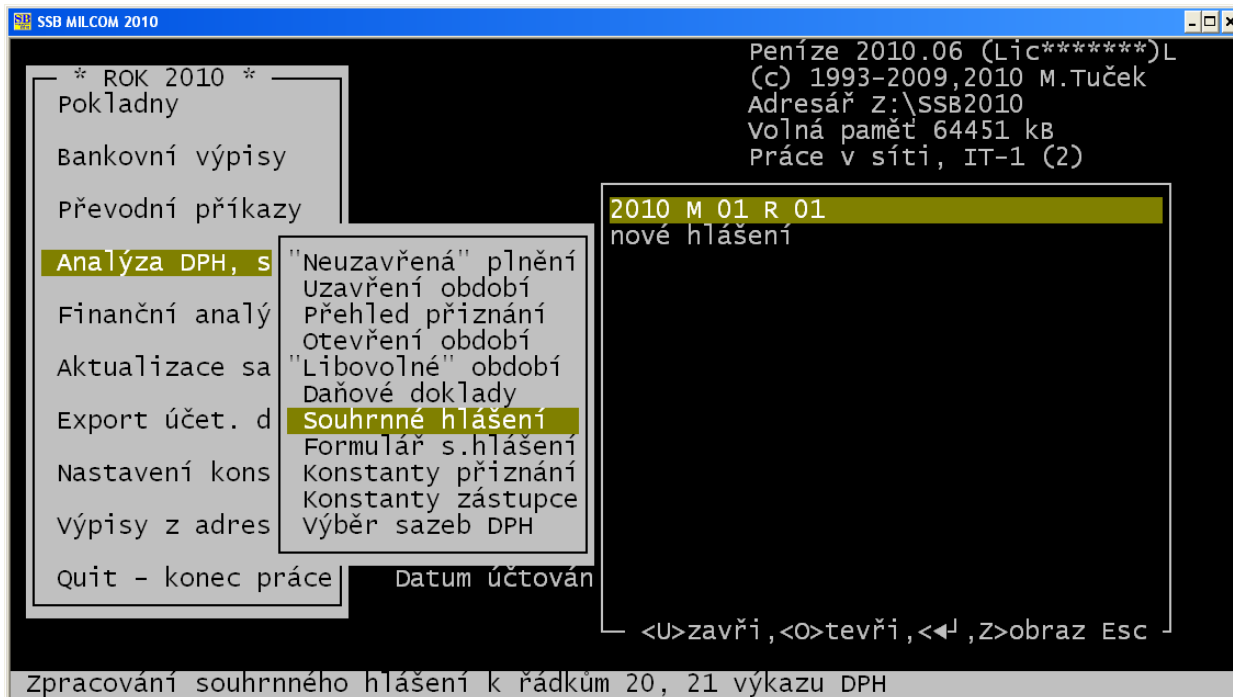 SSB MILCOM 2010
Peníze 2010.06 (Lic*******)L
(c) 1993-2009,2010 M.Tuček
Adresář Z:\SSB2010
Volná paměť 64451 kB
Práce v síti, IT-1 (2)
* ROK 2010 *
Pokladny
Bankovní výpisy
Převodní příkazy
Analýza DPH, s
Finanční analý
Aktualizace sa
Export účet. d
Nastavení kons
Výpisy z adres
Quit - konec práce
"Neuzavřená" plnění
Uzavření období
Přehled přiznání
Otevření období
"Libovolné" období
Daňové doklady
Souhrnné hlášení
Formulář s.hlášení
Konstanty přiznání
Konstanty zástupce
Výběr sazeb DPH
Datum účtován
2010 M 01 R 01
nové hlášení
<U>zavři,<O>tevři,<◄┘,Z>obraz Esc
Zpracování souhrnného hlášení k řádkům 20, 21 výkazu DPH